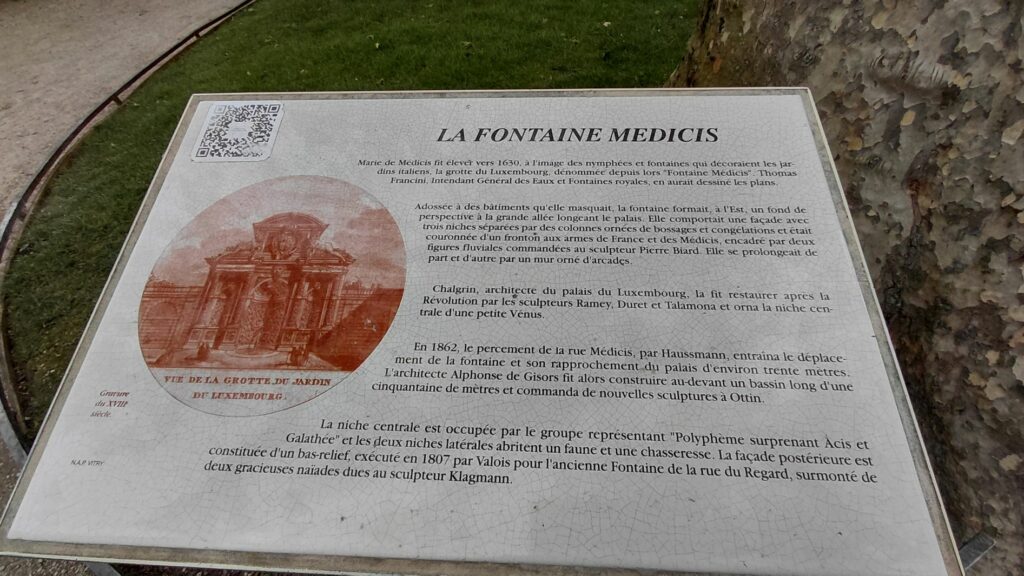 LA FONTAINE MEDICIS
Marie de Médicis fit élever vers 1630, à l'image des nymphées et fontaines qui décoraient les jar-
dins italiens, la grotte du Luxembourg, dénommée depuis lors "Fontaine Médicis". Thomas
Francini, Intendant Général des Eaux et Fontaines royales, en aurait dessiné les plans.
Adossée à des bâtiments qu'elle masquait, la fontaine formait, à l'Est, un fond de
perspective à la grande allée longeant le palais. Elle comportait une façade avec
trois niches séparées par des colonnes ornées de bossages et congélations et était
couronnée d'un fronton aux armes de France et des Médicis, encadré par deux
figures fluviales commandées au sculpteur Pierre Biard. Elle se prolongeait de
part et d'autre par un mur orné d'arcades.
Chalgrin, architecte du palais du Luxembourg, la fit restaurer après la
Révolution par les sculpteurs Ramey, Duret et Talamona et orna la niche cen-
trale d'une petite Vénus.
En 1862, le percement de la rue Médicis, par Haussmann, entraîna le déplace-
ment de la fontaine et son rapprochement du palais d'environ trente mètres.
L'architecte Alphonse de Gisors fit alors construire au-devant un bassin long d'une
cinquantaine de mètres et commanda de nouvelles sculptures à Ottin.
La niche centrale est occupée par le groupe représentant "Polyphème surprenant Acis et
Galathée" et les deux niches latérales abritent un faune et une chasseresse. La façade postérieure est
constituée d'un bas-relief, exécuté en 1807 par Valois pour l'ancienne Fontaine de la rue du Regard, surmonté de
deux gracieuses naïades dues au sculpteur Klagmann.
VUE DE LA GROTTE DU JARDIN
DU LUXEMBOURG.
Gravure
du XVIIIe
siècle.
N.A.P. VITRY